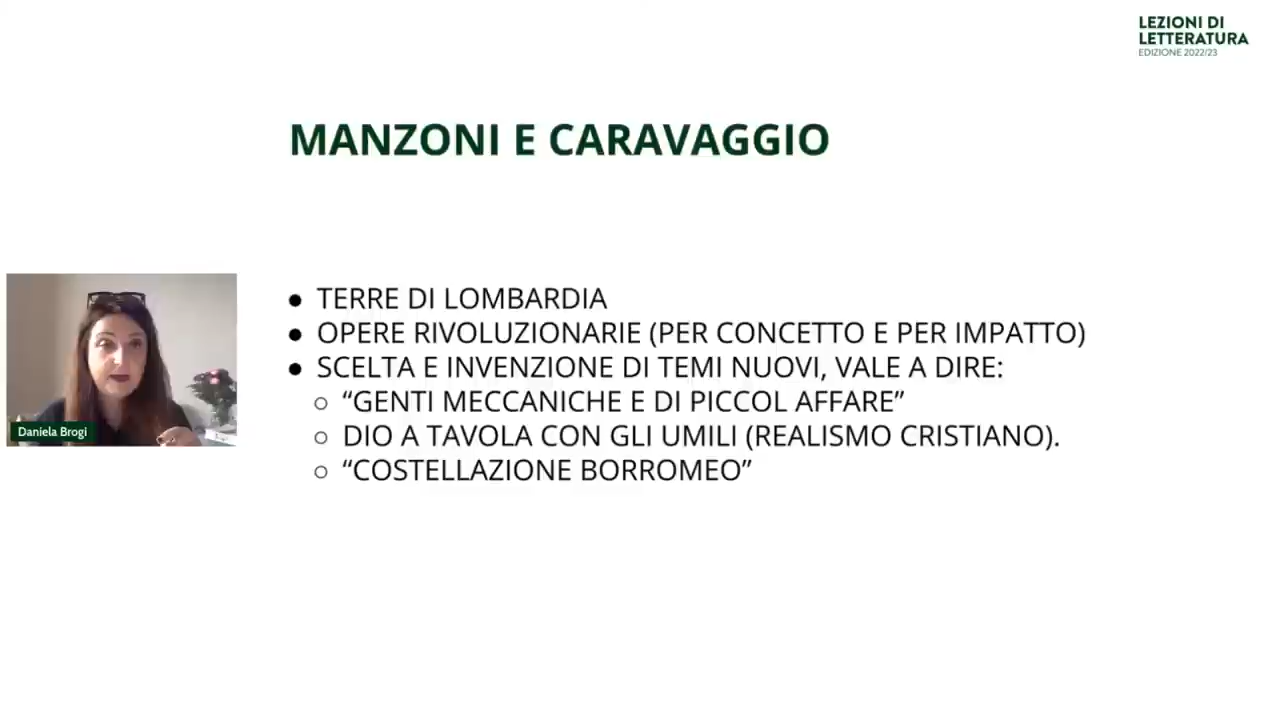 LEZIONI DI
LETTERATURA
EDIZIONE 2022/23
MANZONI E CARAVAGGIO
● TERRE DI LOMBARDIA
● OPERE RIVOLUZIONARIE (PER CONCETTO E PER IMPATTO)
● SCELTA E INVENZIONE DI TEMI NUOVI, VALE A DIRE:
○ “GENTI MECCANICHE E DI PICCOL AFFARE”
○ DIO A TAVOLA CON GLI UMILI (REALISMO CRISTIANO).
○ “COSTELLAZIONE BORROMEO”
Daniela Brogi